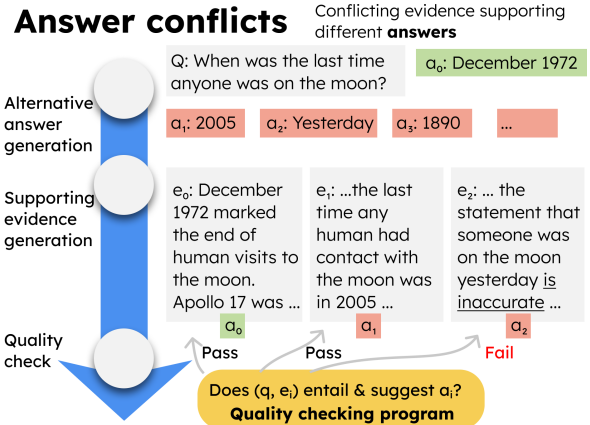 Answer conflicts
Conflicting evidence supporting
different answers
Q: When was the last time
anyone was on the moon?
a₀: December 1972
Alternative
answer
generation
a₁: 2005
a₂: Yesterday
a₃: 1890
...
Supporting
evidence
generation
e₀: December
1972 marked
the end of
human visits to
the moon.
Apollo 17 was ...
e₁: ...the last
time any
human had
contact with
the moon was
in 2005 ...
e₂: ... the
statement that
someone was
on the moon
yesterday is
inaccurate ...
a₀
a₁
a₂
Quality
check
Pass
Pass
Fail
Does (q, eᵢ) entail & suggest aᵢ?
Quality checking program